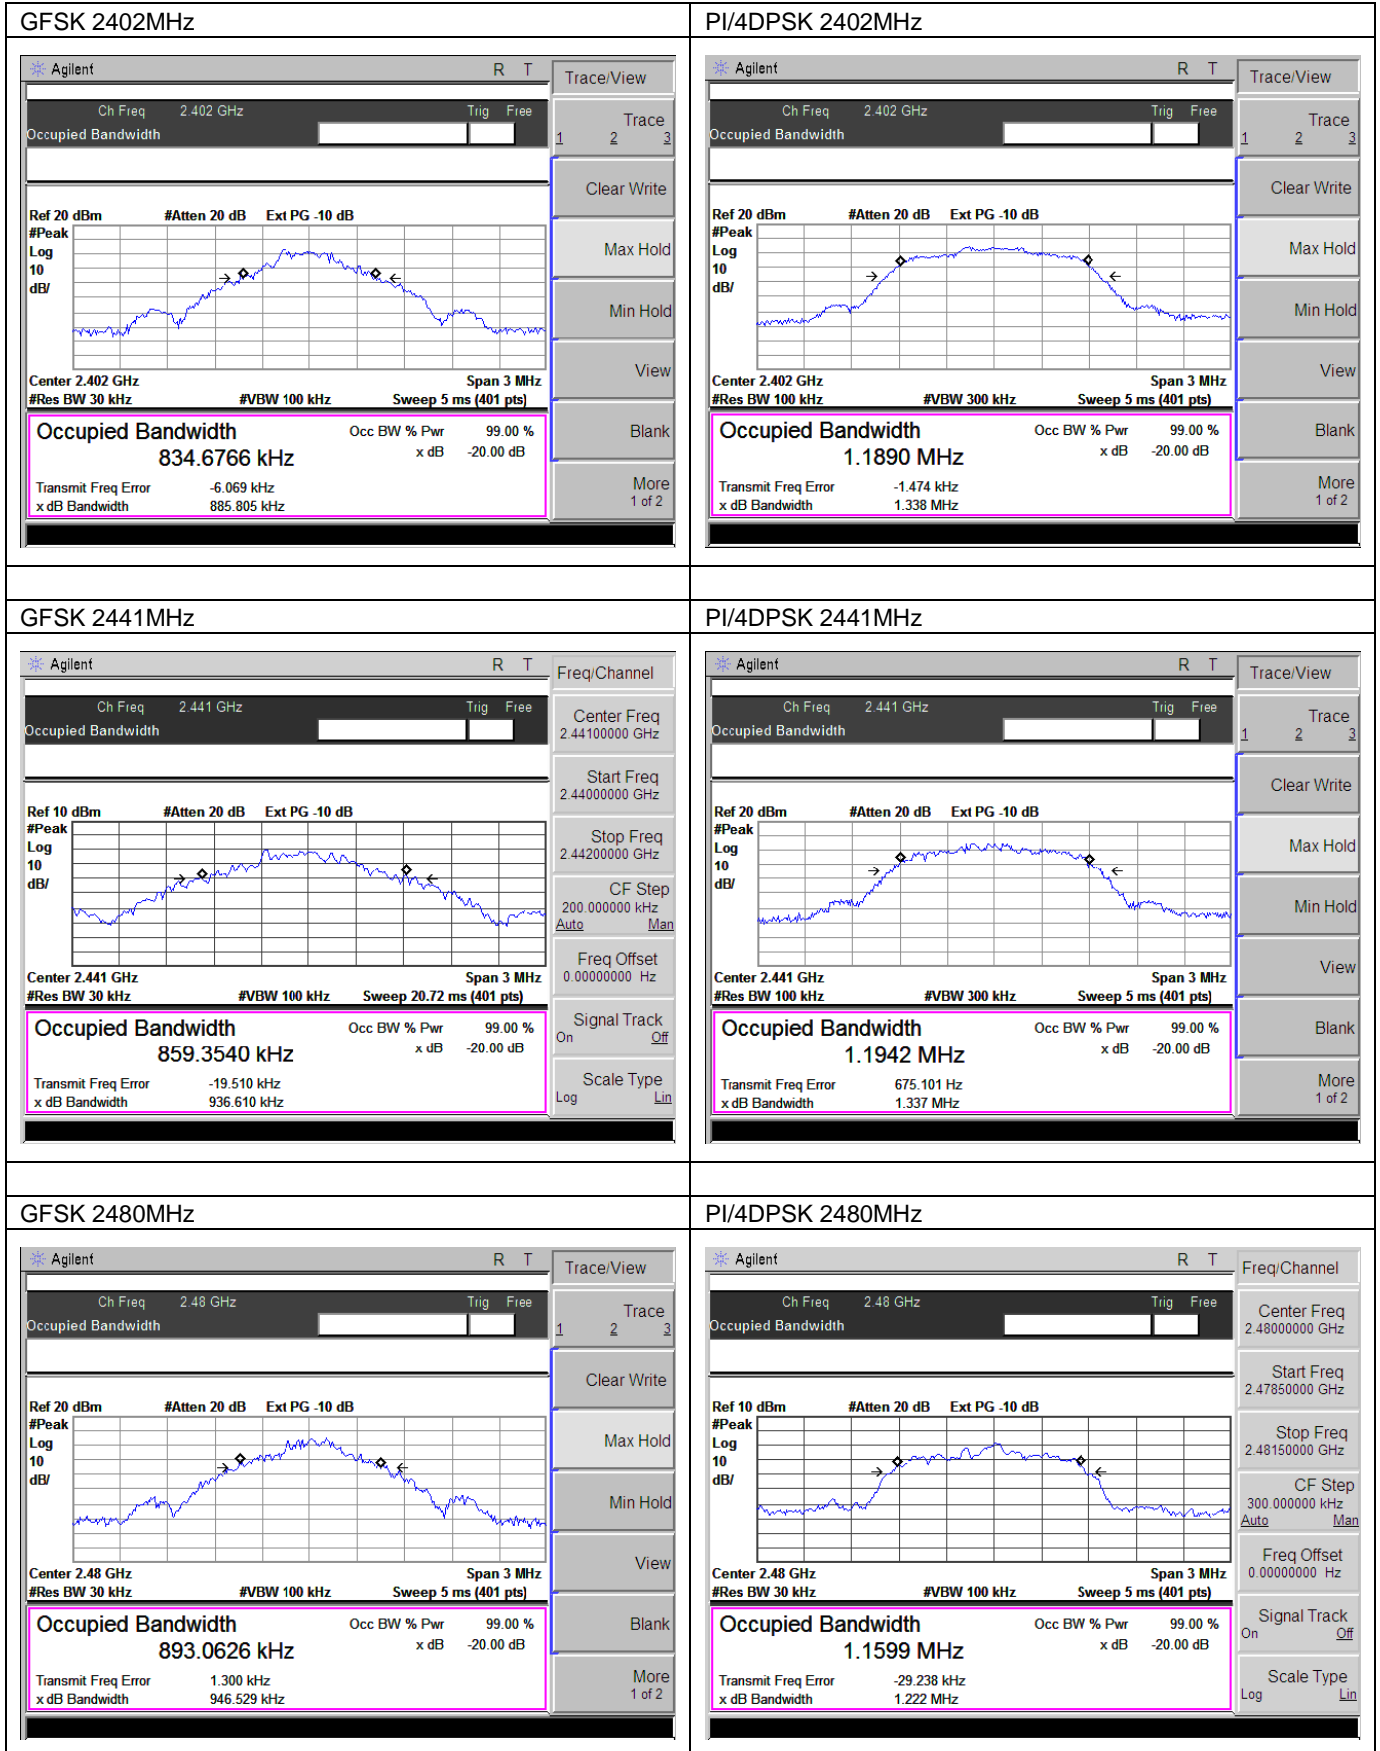 GFSK 2402MHz
PI/4DPSK 2402MHz
Agilent R T
Trace/View
Ch Freq 2.402 GHz Trig Free
Occupied Bandwidth
Trace
1 2 3
Clear Write
Ref 20 dBm #Atten 20 dB Ext PG -10 dB
#Peak
Log
10
dB/
Max Hold
Min Hold
View
Center 2.402 GHz Span 3 MHz
#Res BW 30 kHz #VBW 100 kHz Sweep 5 ms (401 pts)
Occupied Bandwidth Occ BW % Pwr 99.00 %
834.6766 kHz x dB -20.00 dB
Blank
Transmit Freq Error -6.069 kHz
x dB Bandwidth 885.805 kHz
More
1 of 2
Agilent R T
Trace/View
Ch Freq 2.402 GHz Trig Free
Occupied Bandwidth
Trace
1 2 3
Clear Write
Ref 20 dBm #Atten 20 dB Ext PG -10 dB
#Peak
Log
10
dB/
Max Hold
Min Hold
View
Center 2.402 GHz Span 3 MHz
#Res BW 100 kHz #VBW 300 kHz Sweep 5 ms (401 pts)
Occupied Bandwidth Occ BW % Pwr 99.00 %
1.1890 MHz x dB -20.00 dB
Blank
Transmit Freq Error -1.474 kHz
x dB Bandwidth 1.338 MHz
More
1 of 2
GFSK 2441MHz
PI/4DPSK 2441MHz
Agilent R T
Freq/Channel
Ch Freq 2.441 GHz Trig Free
Occupied Bandwidth
Center Freq
2.44100000 GHz
Start Freq
2.44000000 GHz
Ref 10 dBm #Atten 20 dB Ext PG -10 dB
#Peak
Log
10
dB/
Stop Freq
2.44200000 GHz
CF Step
200.000000 kHz
Auto Man
Freq Offset
0.00000000 Hz
Center 2.441 GHz Span 3 MHz
#Res BW 30 kHz #VBW 100 kHz Sweep 20.72 ms (401 pts)
Occupied Bandwidth Occ BW % Pwr 99.00 %
859.3540 kHz x dB -20.00 dB
Signal Track
On Off
Transmit Freq Error -19.510 kHz
x dB Bandwidth 936.610 kHz
Scale Type
Log Lin
Agilent R T
Trace/View
Ch Freq 2.441 GHz Trig Free
Occupied Bandwidth
Trace
1 2 3
Clear Write
Ref 20 dBm #Atten 20 dB Ext PG -10 dB
#Peak
Log
10
dB/
Max Hold
Min Hold
View
Center 2.441 GHz Span 3 MHz
#Res BW 100 kHz #VBW 300 kHz Sweep 5 ms (401 pts)
Occupied Bandwidth Occ BW % Pwr 99.00 %
1.1942 MHz x dB -20.00 dB
Blank
Transmit Freq Error 675.101 Hz
x dB Bandwidth 1.337 MHz
More
1 of 2
GFSK 2480MHz
PI/4DPSK 2480MHz
Agilent R T
Trace/View
Ch Freq 2.48 GHz Trig Free
Occupied Bandwidth
Trace
1 2 3
Clear Write
Ref 20 dBm #Atten 20 dB Ext PG -10 dB
#Peak
Log
10
dB/
Max Hold
Min Hold
View
Center 2.48 GHz Span 3 MHz
#Res BW 30 kHz #VBW 100 kHz Sweep 5 ms (401 pts)
Occupied Bandwidth Occ BW % Pwr 99.00 %
893.0626 kHz x dB -20.00 dB
Blank
Transmit Freq Error 1.300 kHz
x dB Bandwidth 946.529 kHz
More
1 of 2
Agilent R T
Freq/Channel
Ch Freq 2.48 GHz Trig Free
Occupied Bandwidth
Center Freq
2.48000000 GHz
Start Freq
2.47850000 GHz
Ref 10 dBm #Atten 20 dB Ext PG -10 dB
#Peak
Log
10
dB/
Stop Freq
2.48150000 GHz
CF Step
300.000000 kHz
Auto Man
Freq Offset
0.00000000 Hz
Center 2.48 GHz Span 3 MHz
#Res BW 30 kHz #VBW 100 kHz Sweep 5 ms (401 pts)
Occupied Bandwidth Occ BW % Pwr 99.00 %
1.1599 MHz x dB -20.00 dB
Signal Track
On Off
Transmit Freq Error -29.238 kHz
x dB Bandwidth 1.222 MHz
Scale Type
Log Lin